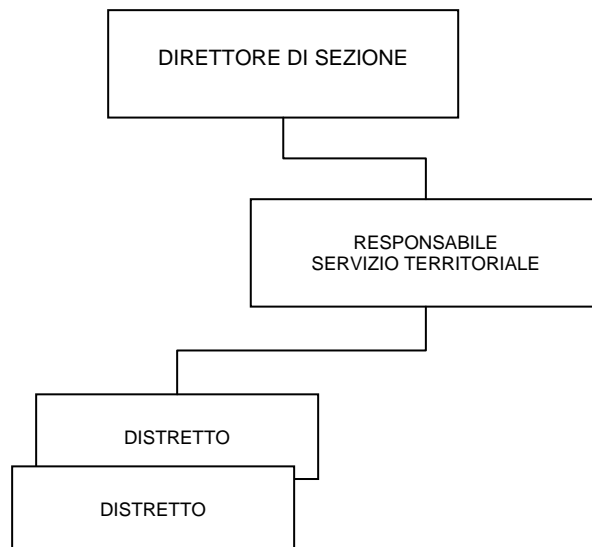 DIRETTORE DI SEZIONE
RESPONSABILE
SERVIZIO TERRITORIALE
DISTRETTO
DISTRETTO